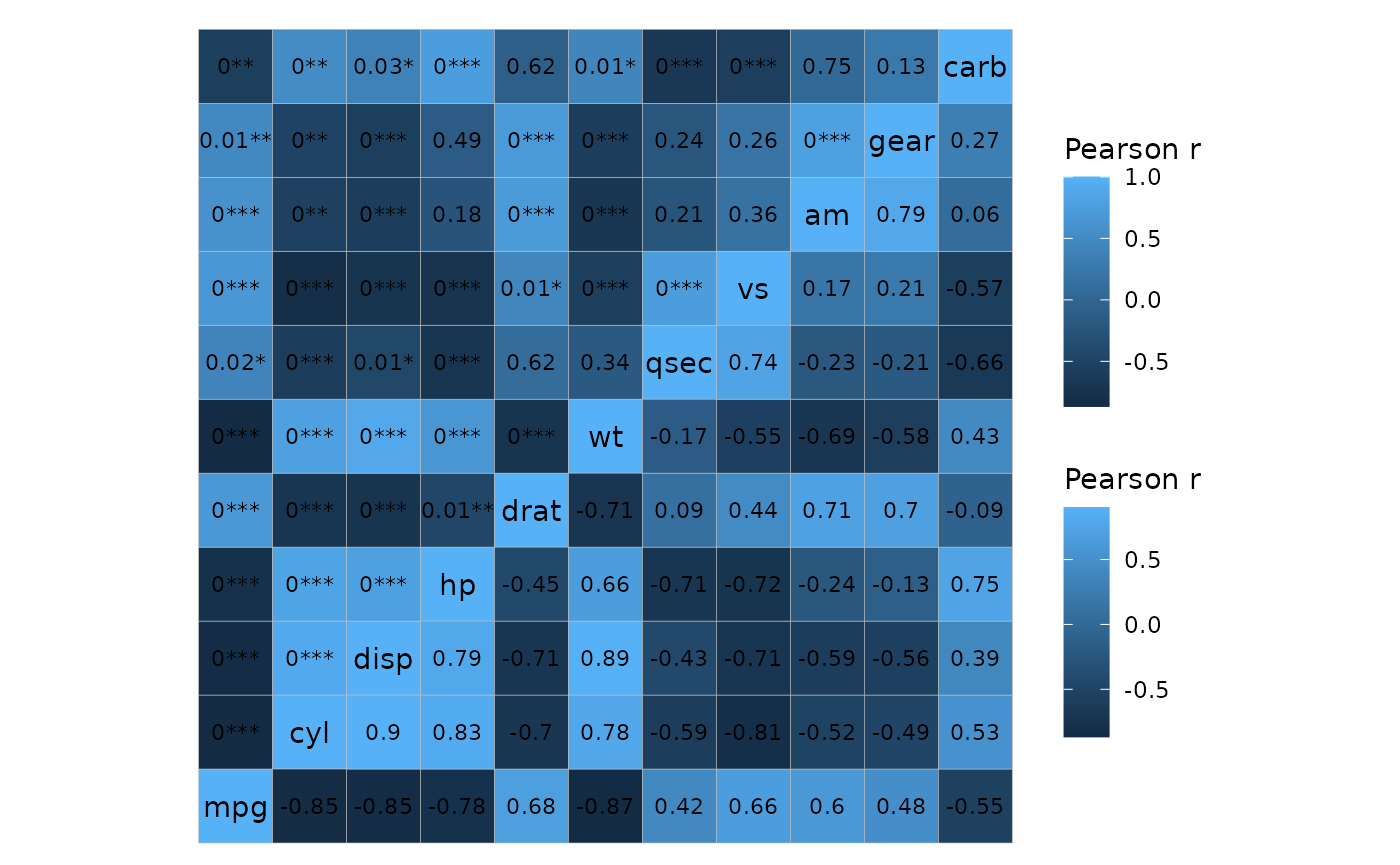 0** 0** 0.03* 0*** 0.62 0.01* 0*** 0*** 0.75 0.13 carb
0.01** 0** 0*** 0.49 0*** 0*** 0.24 0.26 0*** gear 0.27
0*** 0** 0*** 0.18 0*** 0*** 0.21 0.36 am 0.79 0.06
0*** 0*** 0*** 0*** 0.01* 0*** 0*** vs 0.17 0.21 -0.57
0.02* 0*** 0.01* 0*** 0.62 0.34 qsec 0.74 -0.23 -0.21 -0.66
0*** 0*** 0*** 0*** 0*** wt -0.17 -0.55 -0.69 -0.58 0.43
0*** 0*** 0*** 0.01** drat -0.71 0.09 0.44 0.71 0.7 -0.09
0*** 0*** 0*** hp -0.45 0.66 -0.71 -0.72 -0.24 -0.13 0.75
0*** 0*** disp 0.79 -0.71 0.89 -0.43 -0.71 -0.59 -0.56 0.39
0*** cyl 0.9 0.83 -0.7 0.78 -0.59 -0.81 -0.52 -0.49 0.53
mpg -0.85 -0.85 -0.78 0.68 -0.87 0.42 0.66 0.6 0.48 -0.55
Pearson r
1.0
0.5
0.0
-0.5
Pearson r
0.5
0.0
-0.5